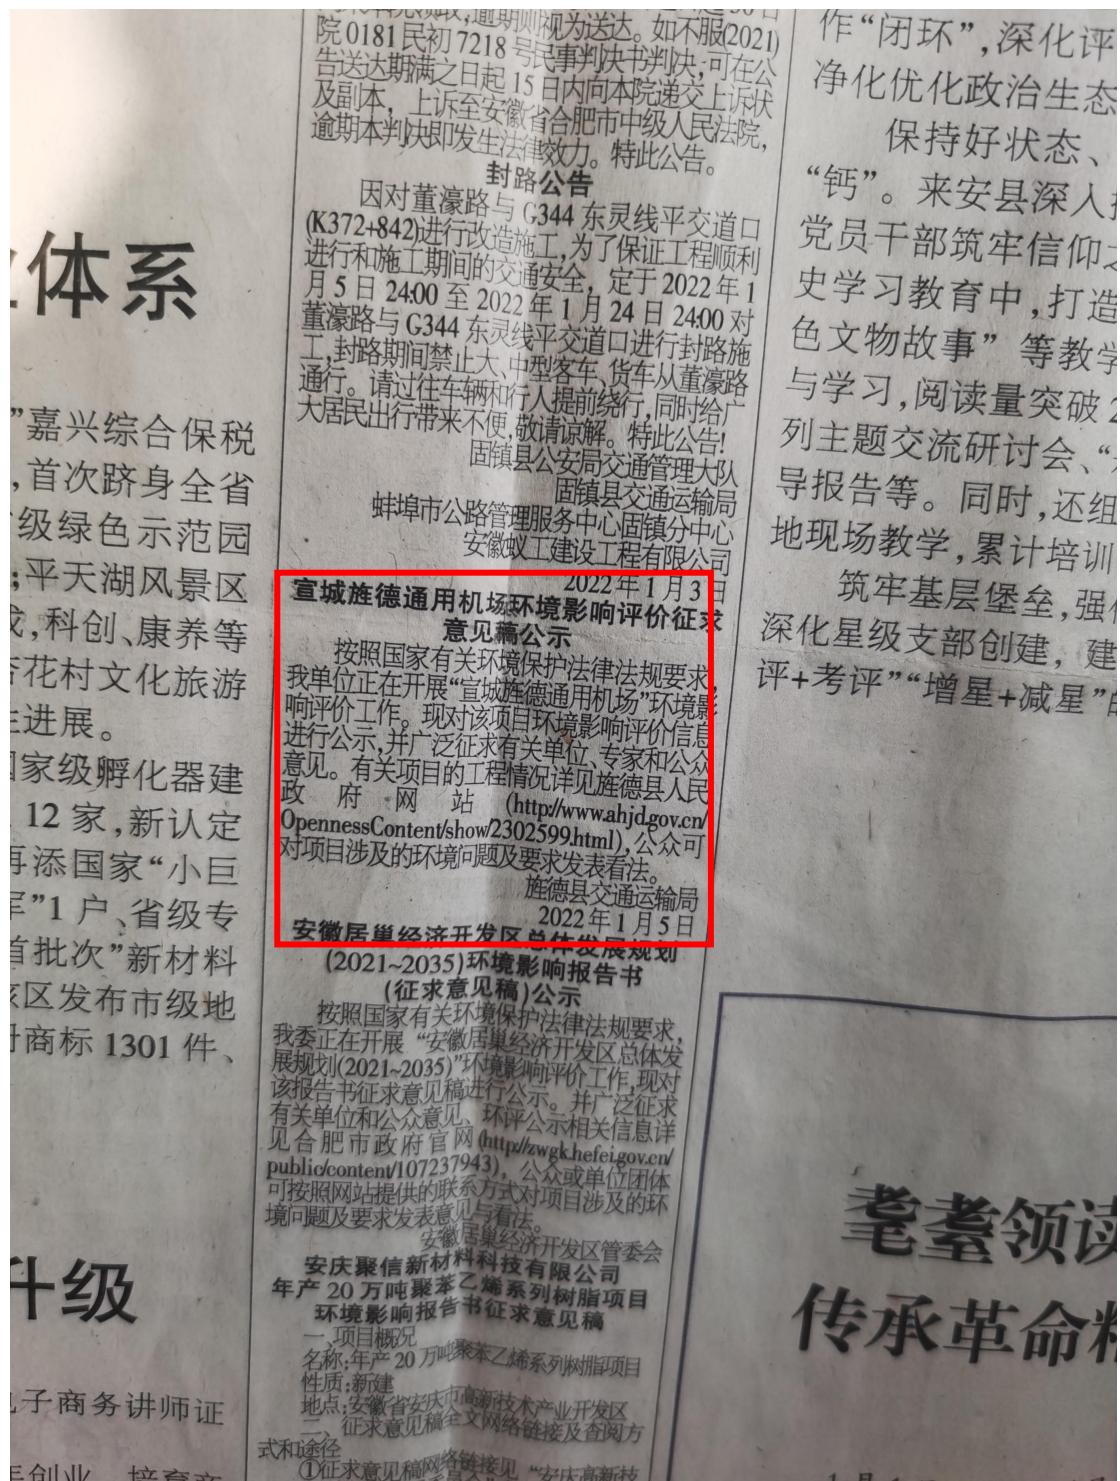 院0181民初7218号民事判决书判决,可在公
告送达期满之日起15日内向本院递交上诉状
及副本，上诉至安徽省合肥市中级人民法院，
逾期本判决即发生法律效力。特此公告。
封路公告
因对董濠路与G344东灵线平交道口
(K372+842)进行改造施工,为了保证工程顺利
进行和施工期间的交通安全，定于2022年1
月5日24:00至2022年1月24日24:00对
董濠路与G344东灵线平交道口进行封路施
工,封路期间禁止大、中型客车、货车从董濠路
通行。请过往车辆和行人提前绕行,同时给广
大居民出行带来不便,敬请谅解。特此公告!
固镇县公安局交通管理大队
固镇县交通运输局
蚌埠市公路管理服务中心固镇分中心
安徽蚁工建设工程有限公司
2022年1月3日
宣城旌德通用机场环境影响评价征求
意见稿公示
按照国家有关环境保护法律法规要求,
我单位正在开展“宣城旌德通用机场”环境影
响评价工作。现对该项目环境影响评价信息
进行公示,并广泛征求有关单位、专家和公众
意见。有关项目的工程情况详见旌德县人民
政府网站(http://www.ahjd.gov.cn/
OpennessContent/show/2302599.html),公众可
对项目涉及的环境问题及要求发表看法。
旌德县交通运输局
2022年1月5日
安徽居巢经济开发区总体发展规划
(2021~2035)环境影响报告书
(征求意见稿)公示
按照国家有关环境保护法律法规要求,
我委正在开展“安徽居巢经济开发区总体发
展规划(2021~2035)”环境影响评价工作,现对
该报告书征求意见稿进行公示。并广泛征求
有关单位和公众意见、环评公示相关信息详
见合肥市政府官网(http://zwgk.hefei.gov.cn/
public/content/107237943)，公众或单位团体
可按照网站提供的联系方式对项目涉及的环
境问题及要求发表意见与看法。
安徽居巢经济开发区管委会
安庆聚信新材料科技有限公司
年产20万吨聚苯乙烯系列树脂项目
环境影响报告书征求意见稿
一、项目概况
名称:年产20万吨聚苯乙烯系列树脂项目
性质:新建
地点:安徽省安庆市高新技术产业开发区
二、征求意见稿全文网络链接及查阅方
式和途径
①征求意见稿网络链接见“安庆高新技
体系
”嘉兴综合保税
,首次跻身全省
级绿色示范园
;平天湖风景区
,科创、康养等
杏花村文化旅游
进展。
国家级孵化器建
12家,新认定
再添国家“小巨
”1户、省级专
首批次”新材料
该区发布市级地
商标1301件、
升级
电子商务讲师证
作“闭环”,深化评
净化优化政治生态
保持好状态、
“钙”。来安县深入
党员干部筑牢信仰之
史学习教育中,打造
色文物故事”等教学
与学习,阅读量突破2
列主题交流研讨会、“
导报告等。同时,还组
地现场教学,累计培训
筑牢基层堡垒,强
深化星级支部创建，建
评+考评”“增星+减星”的
耄耋领读
传承革命精